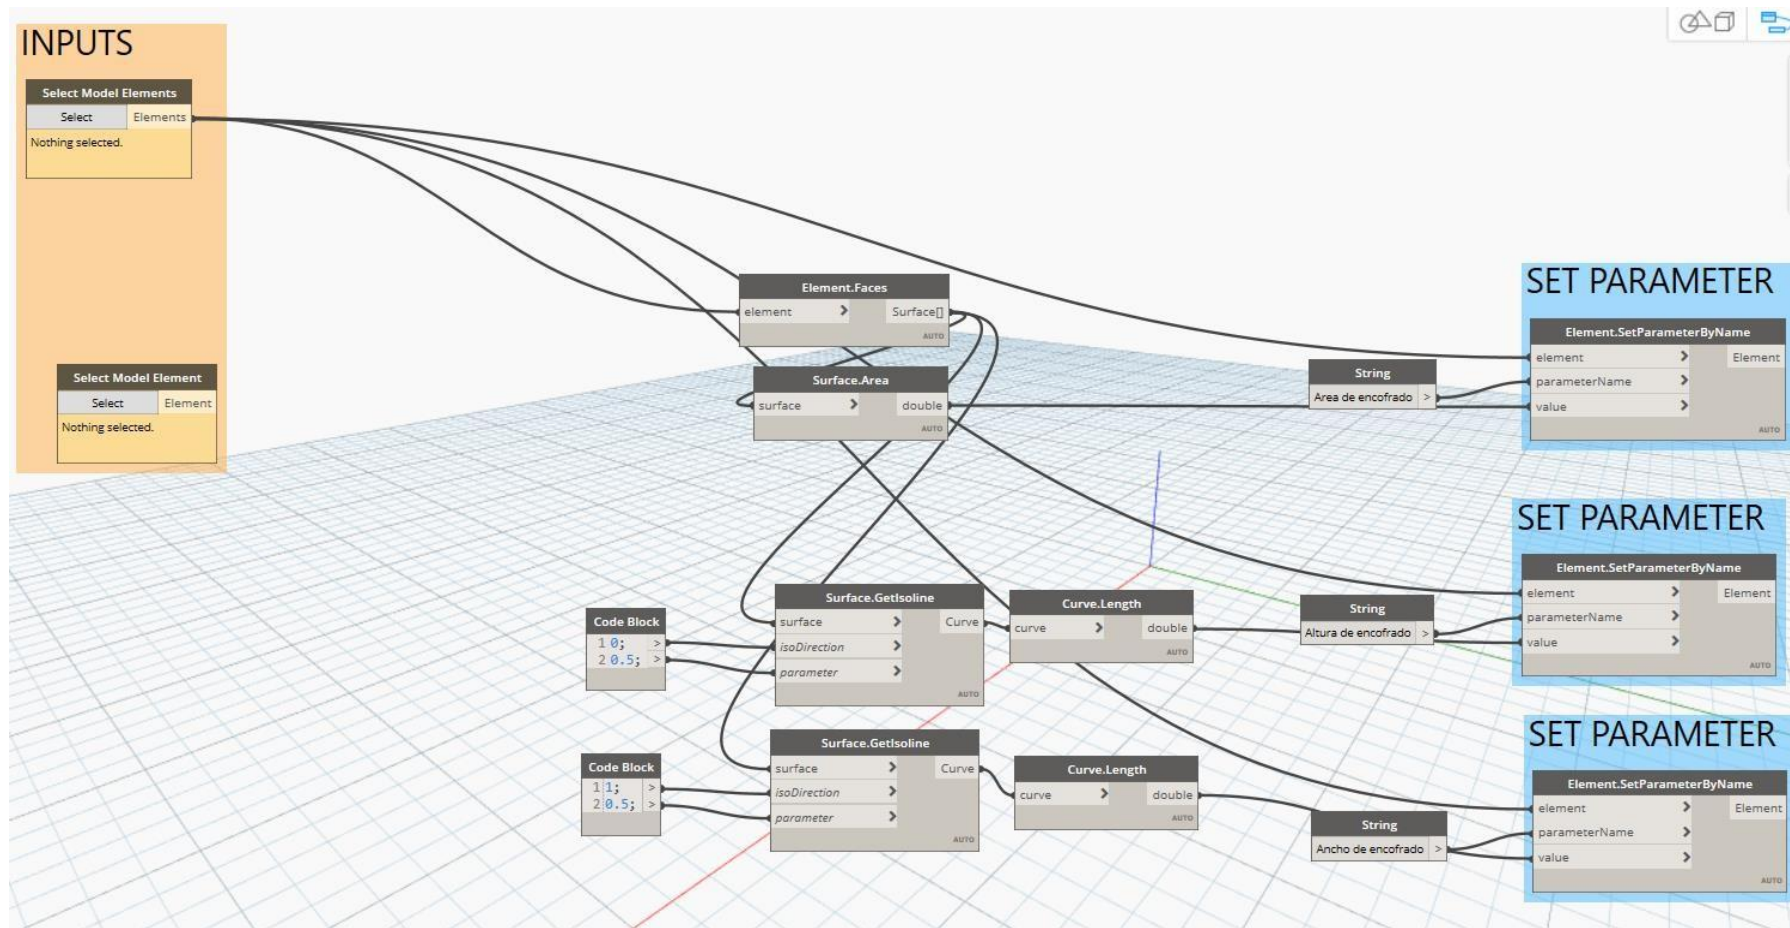 INPUTS
Select Model Elements
Select Elements
Nothing selected.
Select Model Element
Select Element
Nothing selected.
Element.Faces
element > Surface[]
AUTO
Surface.Area
surface > double
AUTO
Code Block
1 0; >
2 0.5; >
Surface.GetIsoline
surface > Curve
isoDirection >
parameter >
AUTO
Curve.Length
curve > double
AUTO
Code Block
1 1; >
2 0.5; >
Surface.GetIsoline
surface > Curve
isoDirection >
parameter >
AUTO
Curve.Length
curve > double
AUTO
String
Area de encofrado >
SET PARAMETER
Element.SetParameterByName
element > Element
parameterName >
value >
AUTO
String
Altura de encofrado >
SET PARAMETER
Element.SetParameterByName
element > Element
parameterName >
value >
AUTO
String
Ancho de encofrado >
SET PARAMETER
Element.SetParameterByName
element > Element
parameterName >
value >
AUTO